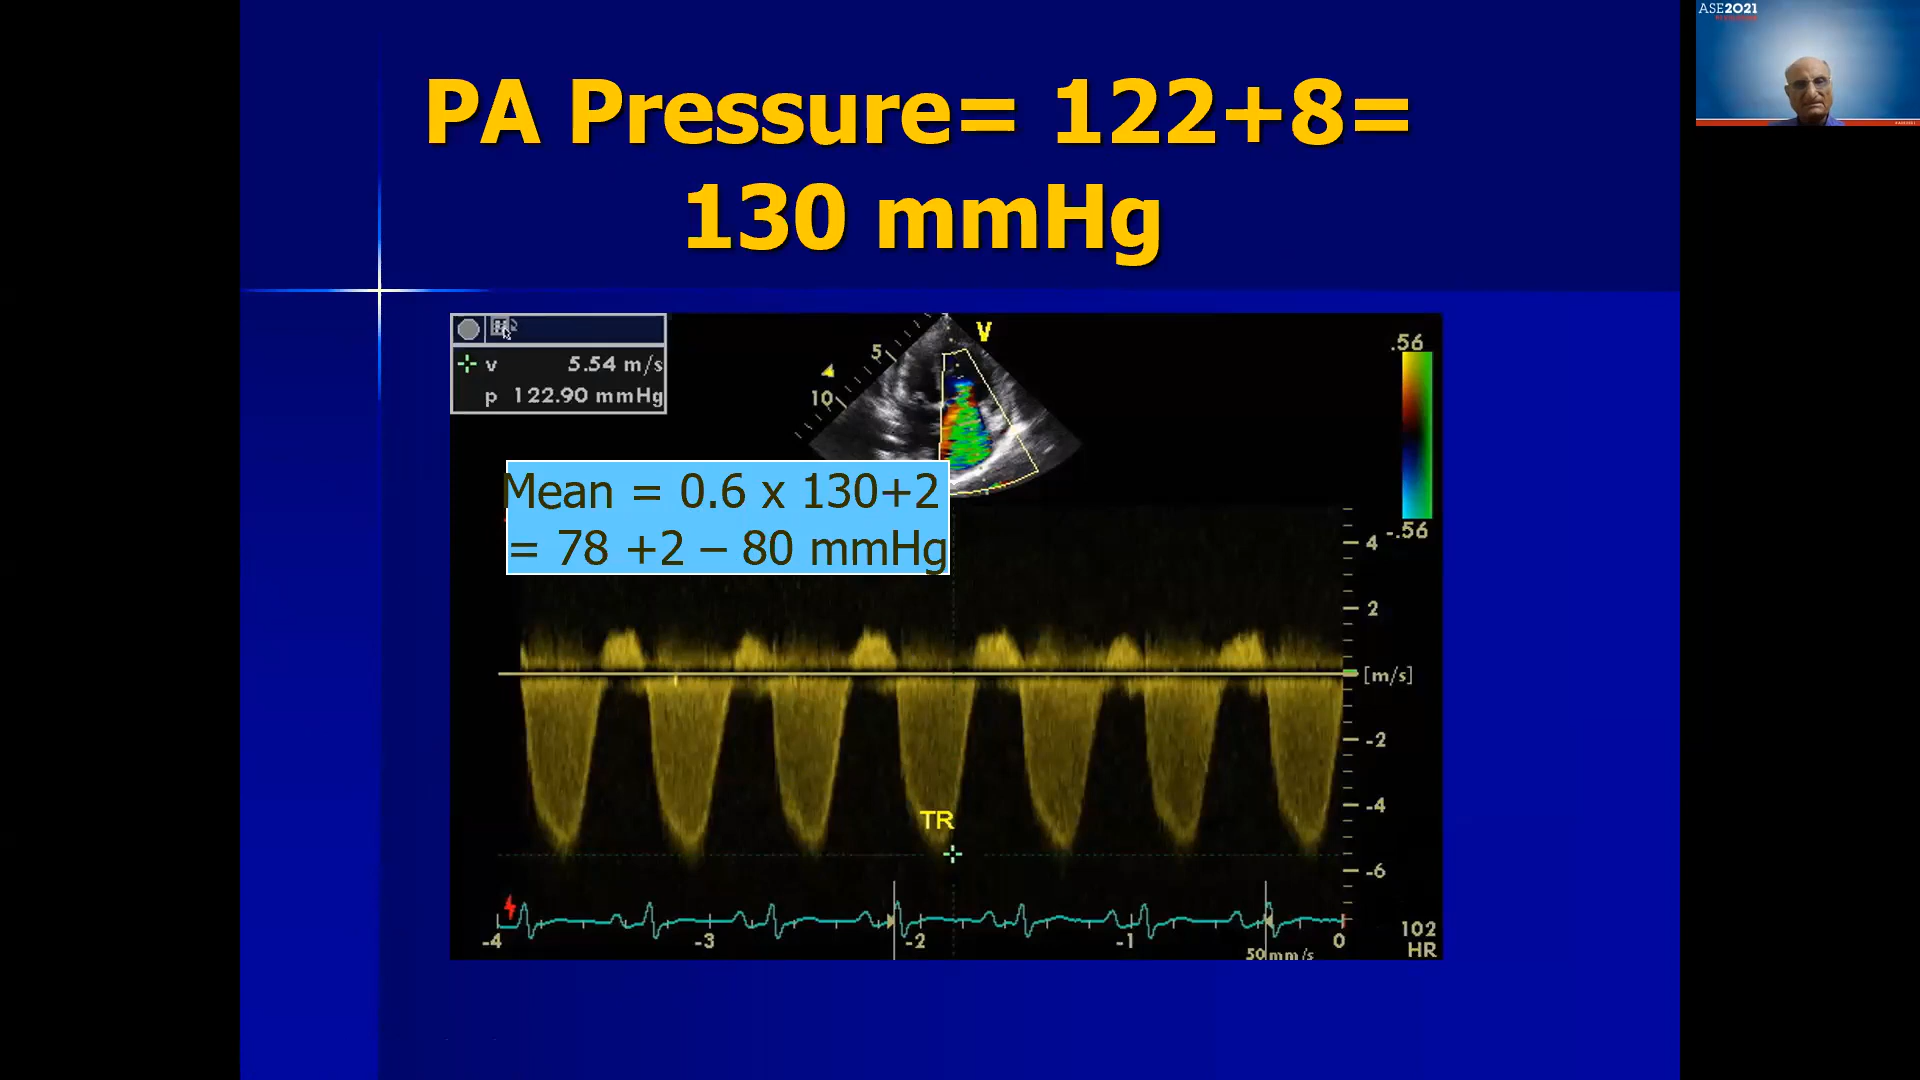 PA Pressure= 122+8=
130 mmHg
ASE2021
V
5
10
.56
-.56
v 5.54 m/s
p 122.90 mmHg
Mean = 0.6 x 130+2
= 78 +2 – 80 mmHg
4
2
[m/s]
-2
-4
-6
TR
-4
-3
-2
-1
0
50mm/s
102
HR